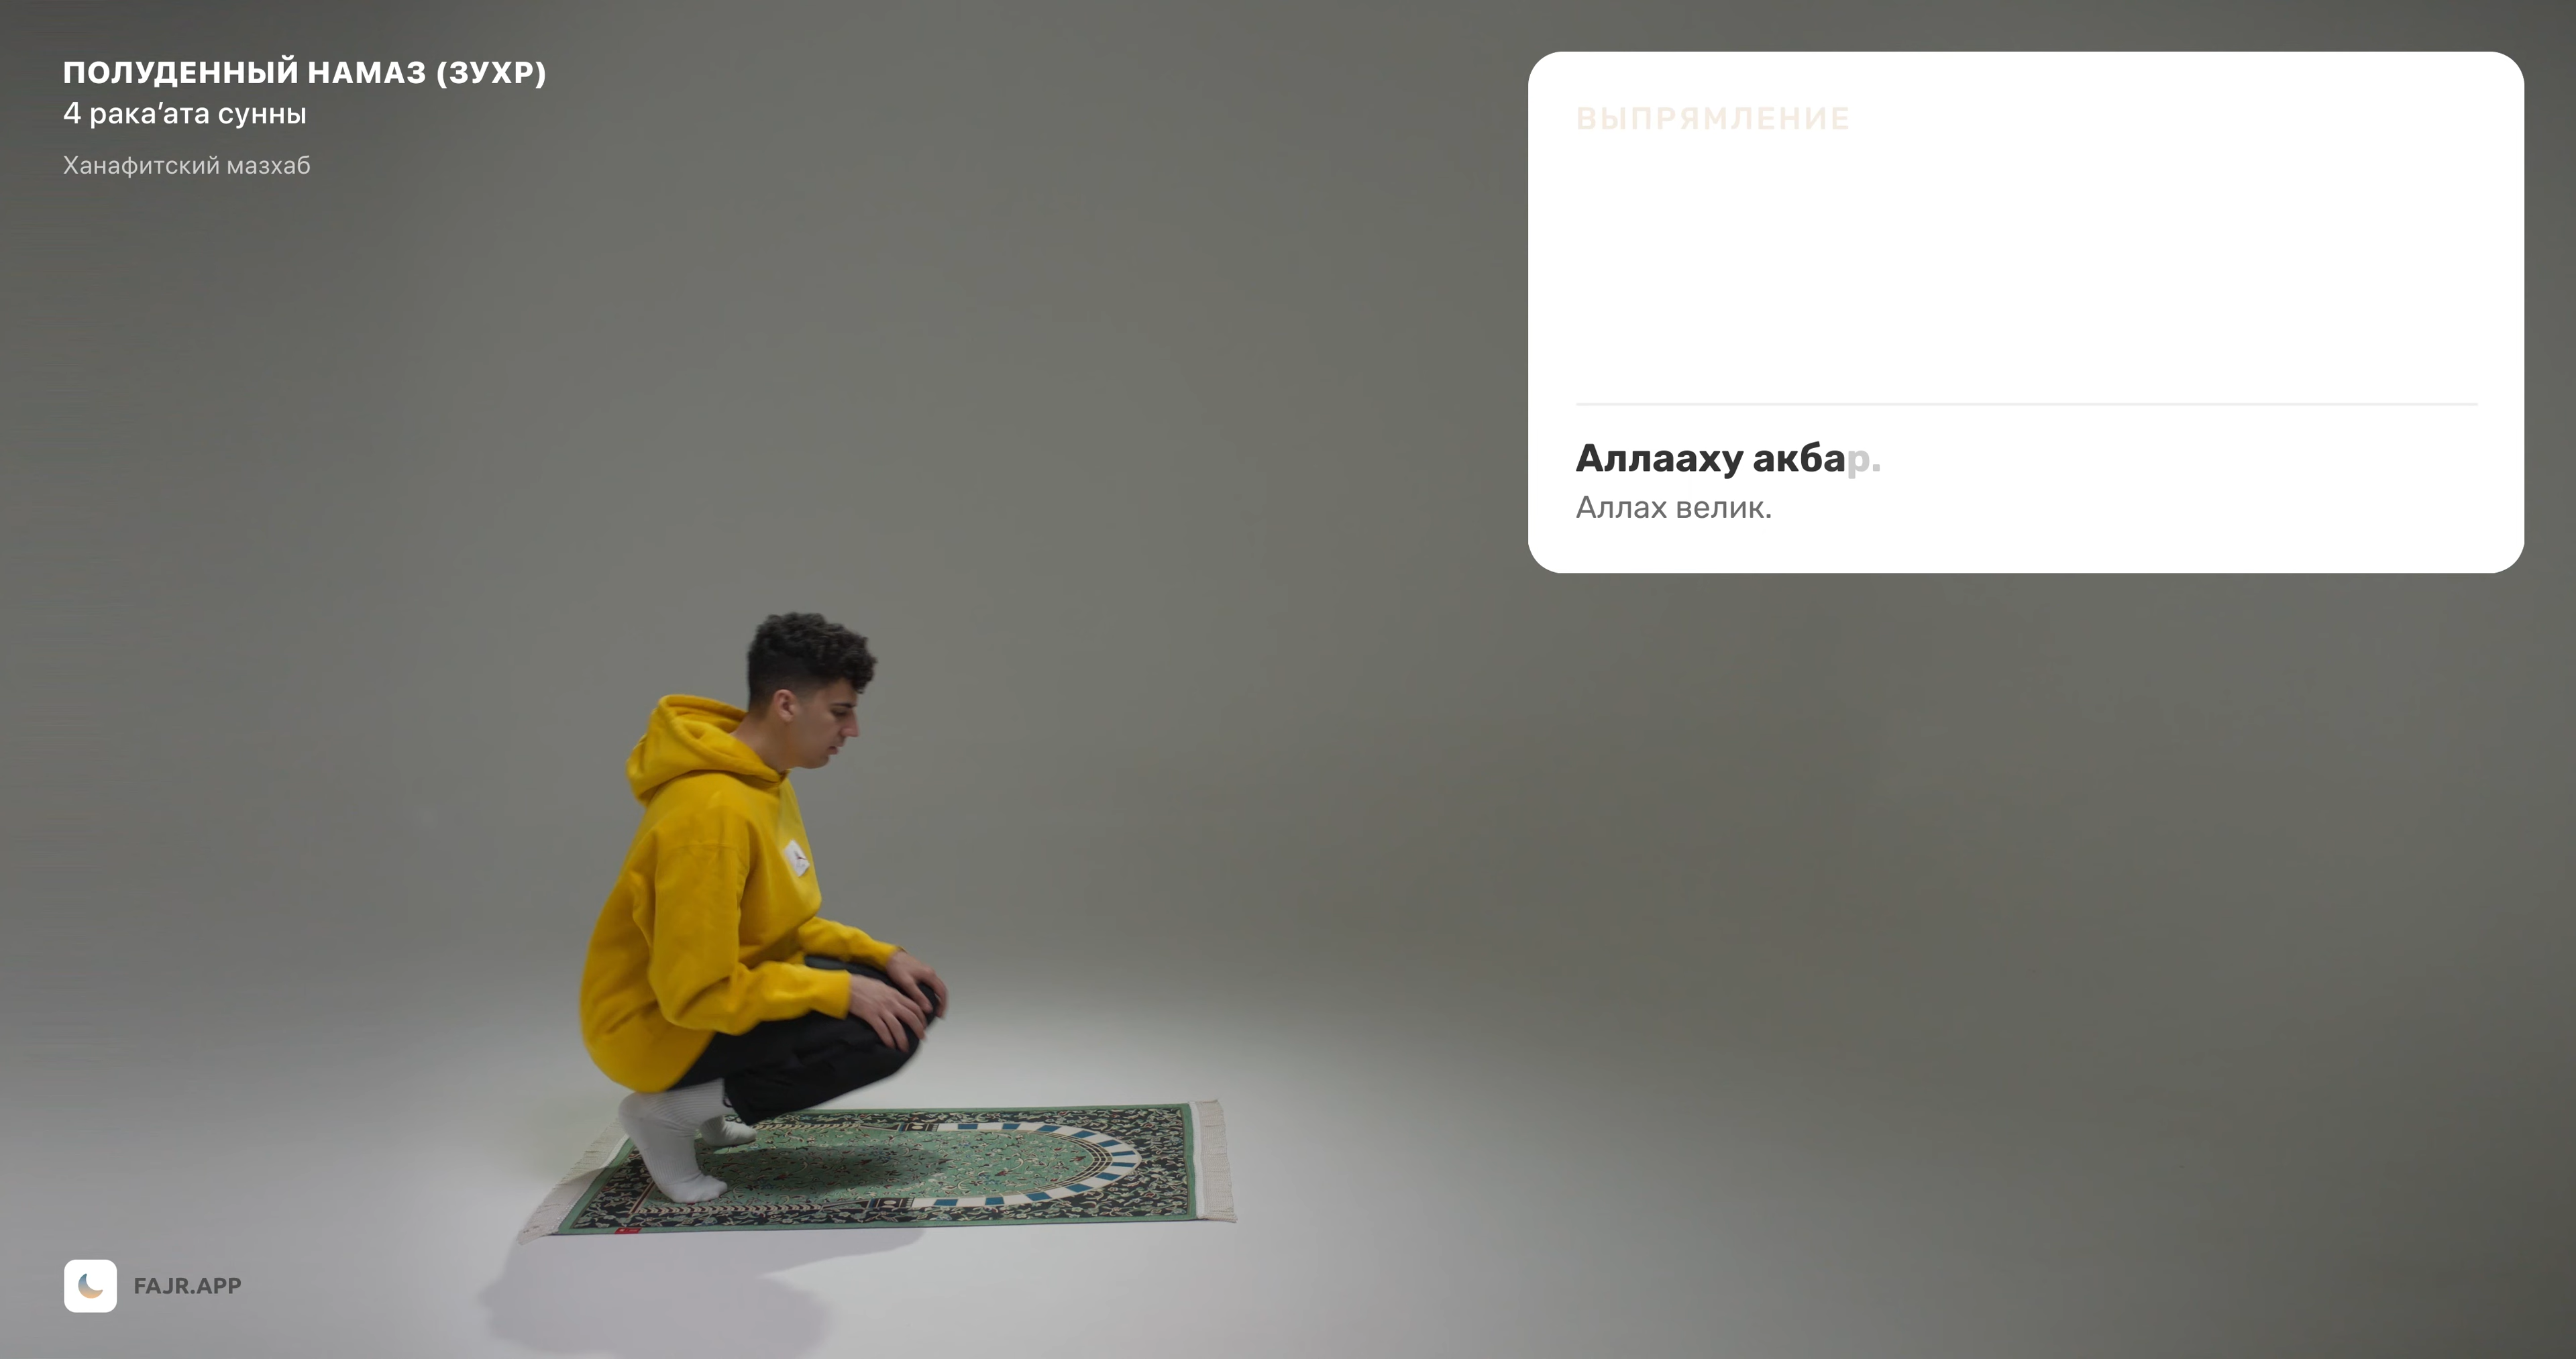 ПОЛУДЕННЫЙ НАМАЗ (ЗУХР)
4 рака’ата сунны
Ханафитский мазхаб
ВЫПРЯМЛЕНИЕ
Аллааху акбар.
Аллах велик.
FAJR.APP